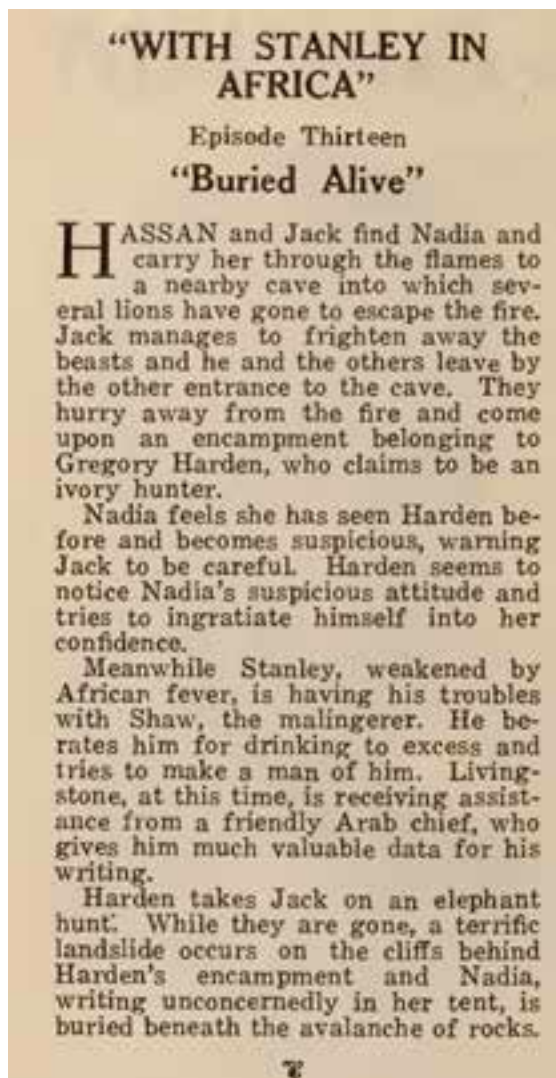 “WITH STANLEY IN
AFRICA”
Episode Thirteen
“Buried Alive”
HASSAN and Jack find Nadia and
carry her through the flames to
a nearby cave into which sev-
eral lions have gone to escape the fire.
Jack manages to frighten away the
beasts and he and the others leave by
the other entrance to the cave. They
hurry away from the fire and come
upon an encampment belonging to
Gregory Harden, who claims to be an
ivory hunter.
Nadia feels she has seen Harden be-
fore and becomes suspicious, warning
Jack to be careful. Harden seems to
notice Nadia’s suspicious attitude and
tries to ingratiate himself into her
confidence.
Meanwhile Stanley, weakened by
African fever, is having his troubles
with Shaw, the malingerer. He be-
rates him for drinking to excess and
tries to make a man of him. Living-
stone, at this time, is receiving assist-
ance from a friendly Arab chief, who
gives him much valuable data for his
writing.
Harden takes Jack on an elephant
hunt. While they are gone, a terrific
landslide occurs on the cliffs behind
Harden’s encampment and Nadia,
writing unconcernedly in her tent, is
buried beneath the avalanche of rocks.